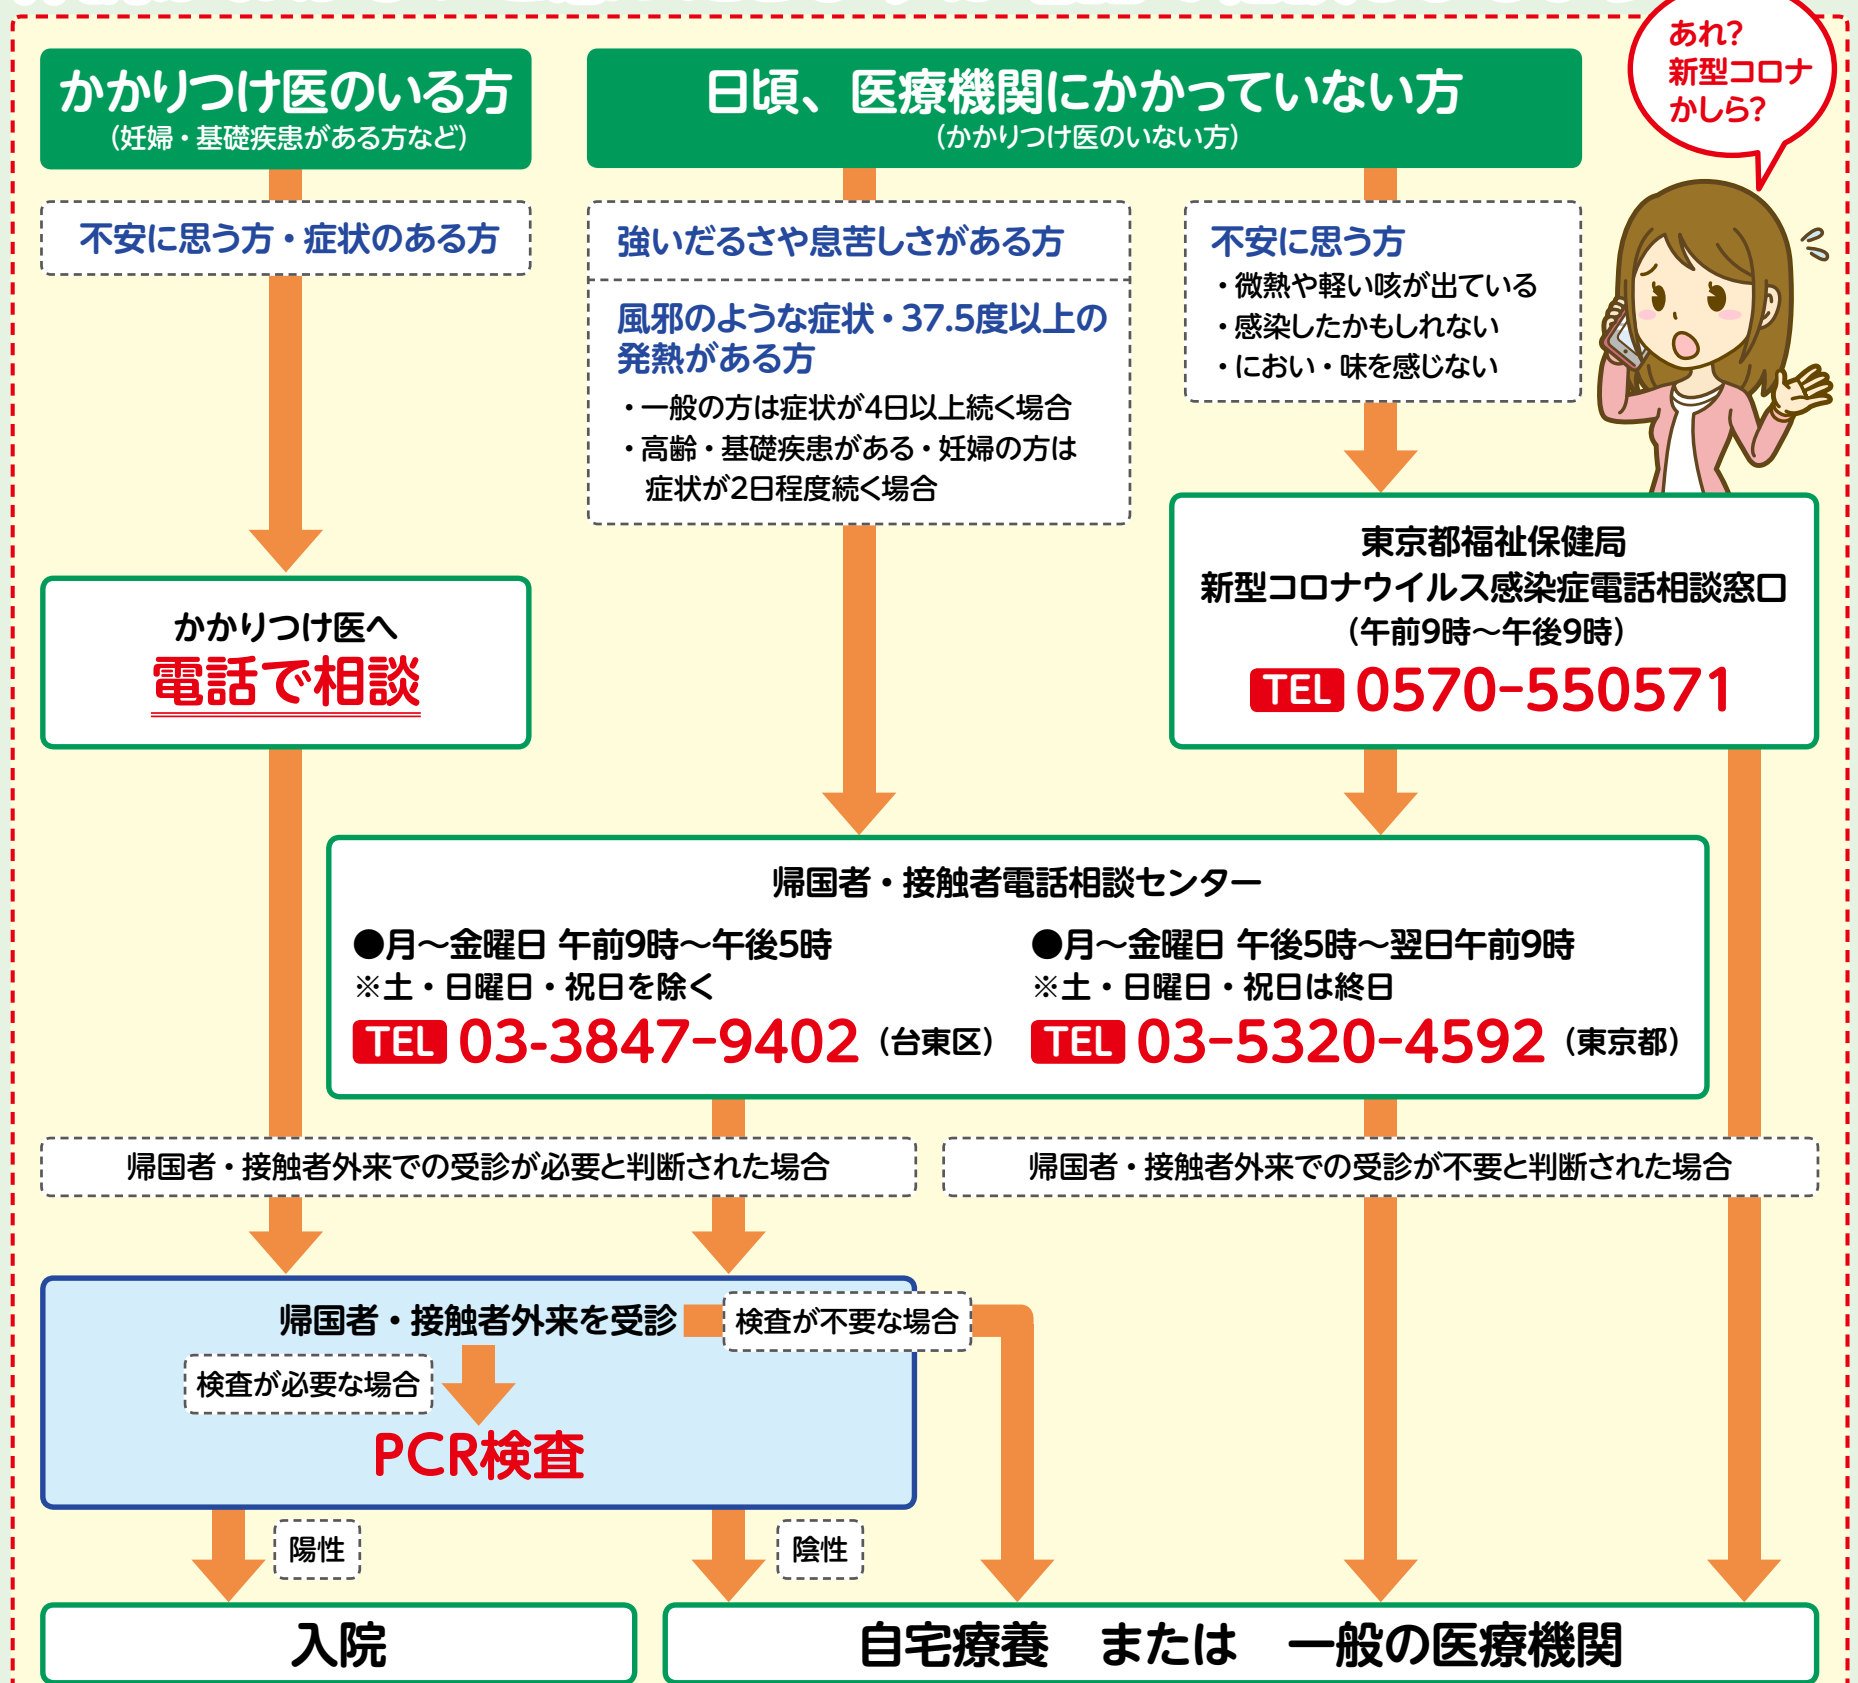 あれ?
新型コロナ
かしら?
かかりつけ医のいる方
(妊婦・基礎疾患がある方など)
日頃、医療機関にかかっていない方
(かかりつけ医のいない方)
不安に思う方・症状のある方
強いだるさや息苦しさがある方
風邪のような症状・37.5度以上の
発熱がある方
・一般の方は症状が4日以上続く場合
・高齢・基礎疾患がある・妊婦の方は
症状が2日程度続く場合
不安に思う方
・微熱や軽い咳が出ている
・感染したかもしれない
・におい・味を感じない
かかりつけ医へ
電話で相談
東京都福祉保健局
新型コロナウイルス感染症電話相談窓口
(午前9時〜午後9時)
TEL 0570-550571
帰国者・接触者電話相談センター
●月〜金曜日 午前9時〜午後5時
※土・日曜日・祝日を除く
TEL 03-3847-9402 (台東区)
●月〜金曜日 午後5時〜翌日午前9時
※土・日曜日・祝日は終日
TEL 03-5320-4592 (東京都)
帰国者・接触者外来での受診が必要と判断された場合
帰国者・接触者外来での受診が不要と判断された場合
帰国者・接触者外来を受診
検査が不要な場合
検査が必要な場合
PCR検査
陽性
陰性
入院
自宅療養 または 一般の医療機関